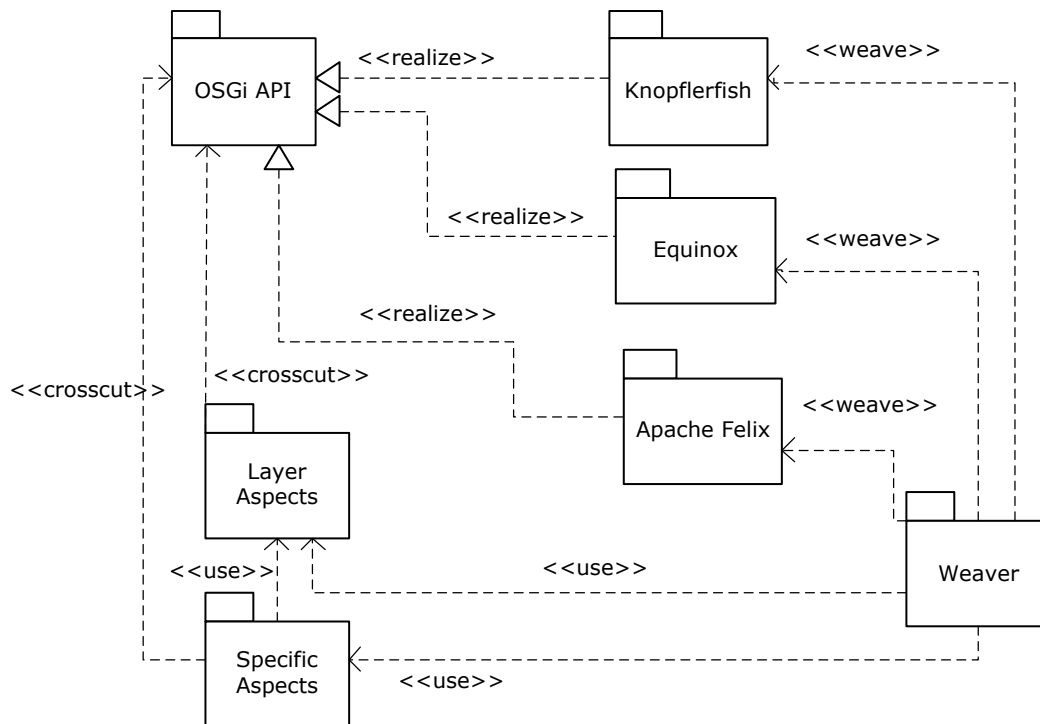 <<weave>>
<<realize>>
OSGi API
Knopflerfish
<<realize>>
<<weave>>
Equinox
<<realize>>
<<crosscut>>
<<crosscut>>
<<weave>>
Apache Felix
Layer
Aspects
<<use>>
<<use>>
Weaver
Specific
Aspects
<<use>>